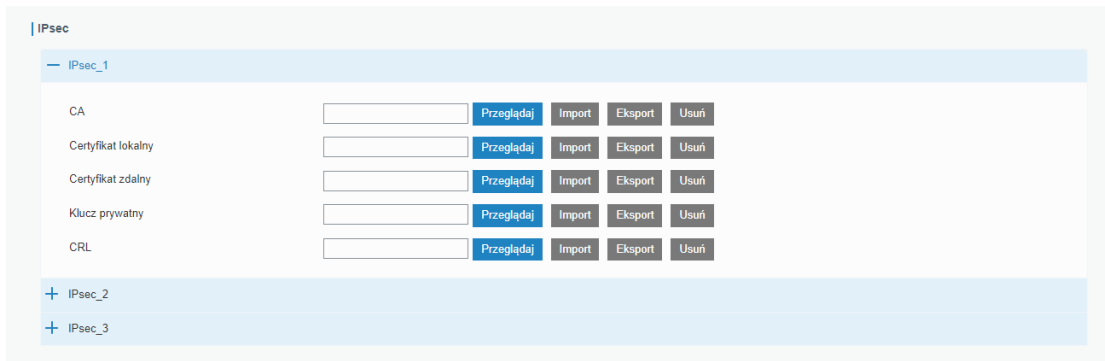 IPsec
IPsec_1
CA Przeglądaj Import Eksport Usuń
Certyfikat lokalny Przeglądaj Import Eksport Usuń
Certyfikat zdalny Przeglądaj Import Eksport Usuń
Klucz prywatny Przeglądaj Import Eksport Usuń
CRL Przeglądaj Import Eksport Usuń
IPsec_2
IPsec_3